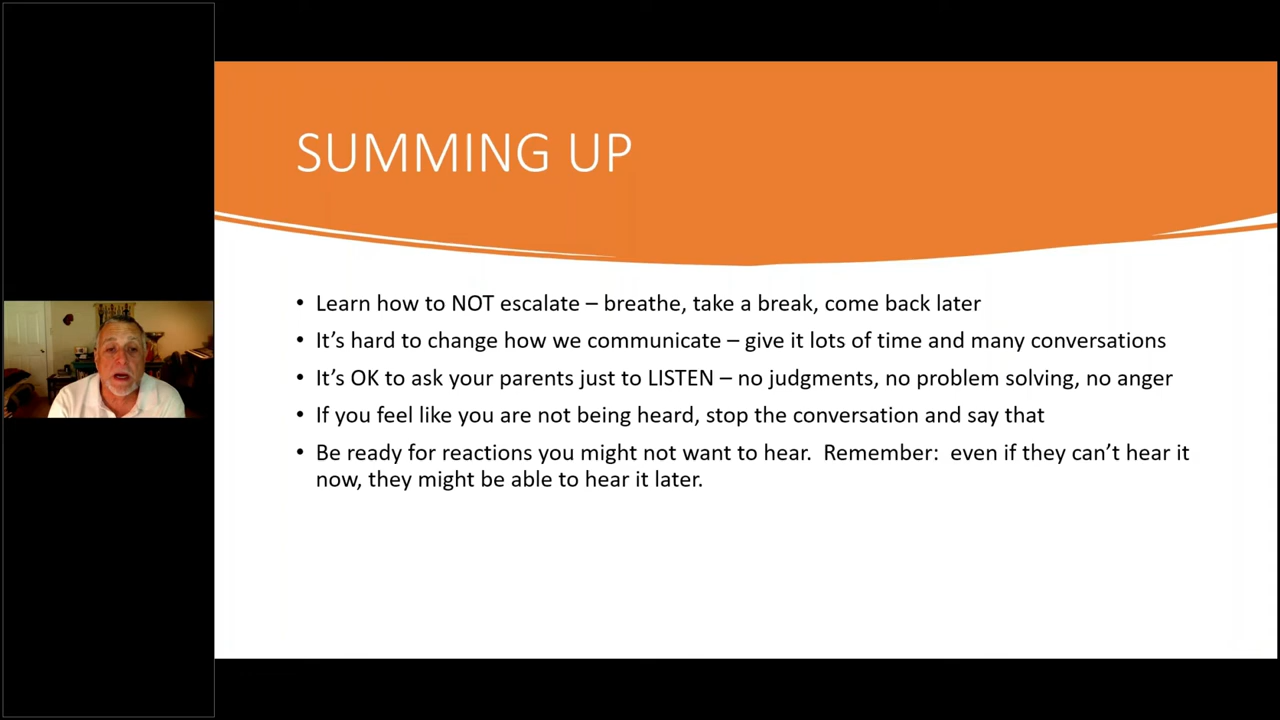 SUMMING UP
• Learn how to NOT escalate – breathe, take a break, come back later
• It’s hard to change how we communicate – give it lots of time and many conversations
• It’s OK to ask your parents just to LISTEN – no judgments, no problem solving, no anger
• If you feel like you are not being heard, stop the conversation and say that
• Be ready for reactions you might not want to hear.  Remember:  even if they can’t hear it
now, they might be able to hear it later.